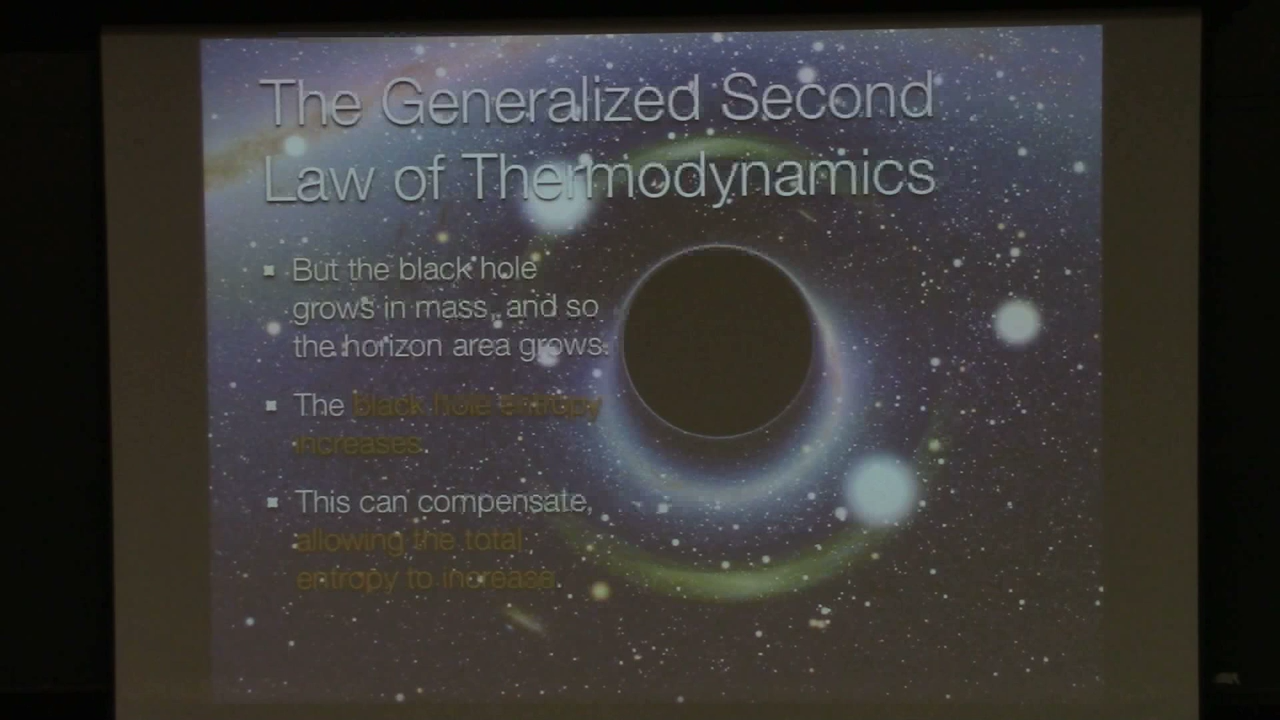 The Generalized Second
Law of Thermodynamics
But the black hole
grows in mass, and so
the horizon area grows.
The black hole entropy
increases.
This can compensate,
allowing the total
entropy to increase.